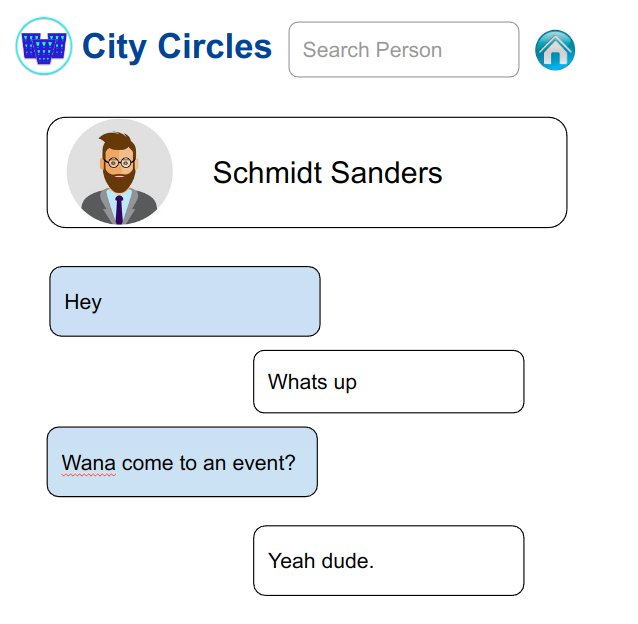 City Circles
Search Person
Schmidt Sanders
Hey
Whats up
Wana come to an event?
Yeah dude.